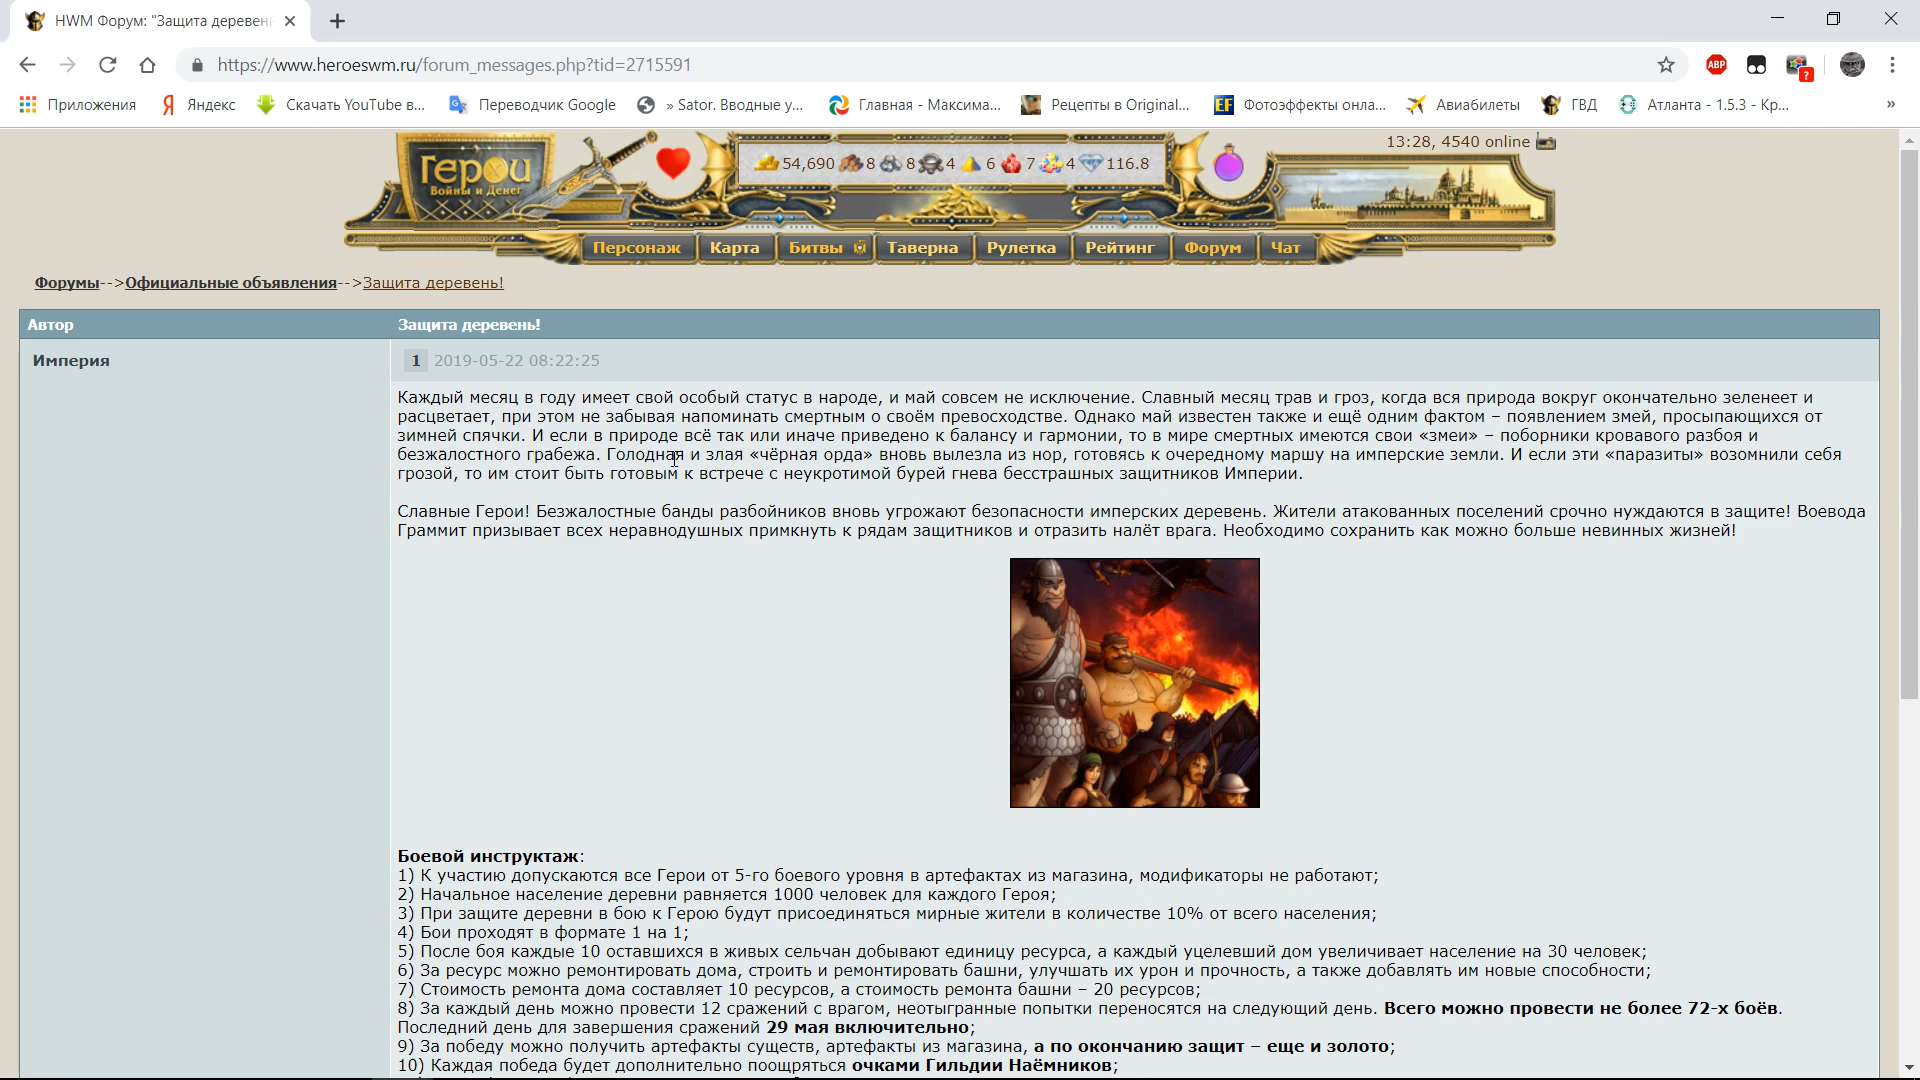 HWM Форум: "Защита деревен
https://www.heroeswm.ru/forum_messages.php?tid=2715591
ABP
?
Приложения
Яндекс
Скачать YouTube в...
Переводчик Google
» Sator. Вводные у...
Главная - Максима...
Рецепты в Original...
EF
Фотоэффекты онла...
Авиабилеты
ГВД
Атланта - 1.5.3 - Кр...
»
13:28, 4540 online
Герои
Войны и Денег
54,690 8 8 4 6 7 4 116.8
Персонаж
Карта
Битвы
Таверна
Рулетка
Рейтинг
Форум
Чат
Форумы-->Официальные объявления-->Защита деревень!
Автор
Защита деревень!
Империя
1 2019-05-22 08:22:25
Каждый месяц в году имеет свой особый статус в народе, и май совсем не исключение. Славный месяц трав и гроз, когда вся природа вокруг окончательно зеленеет и
расцветает, при этом не забывая напоминать смертным о своём превосходстве. Однако май известен также и ещё одним фактом – появлением змей, просыпающихся от
зимней спячки. И если в природе всё так или иначе приведено к балансу и гармонии, то в мире смертных имеются свои «змеи» – поборники кровавого разбоя и
безжалостного грабежа. Голодная и злая «чёрная орда» вновь вылезла из нор, готовясь к очередному маршу на имперские земли. И если эти «паразиты» возомнили себя
грозой, то им стоит быть готовым к встрече с неукротимой бурей гнева бесстрашных защитников Империи.
Славные Герои! Безжалостные банды разбойников вновь угрожают безопасности имперских деревень. Жители атакованных поселений срочно нуждаются в защите! Воевода
Граммит призывает всех неравнодушных примкнуть к рядам защитников и отразить налёт врага. Необходимо сохранить как можно больше невинных жизней!
Боевой инструктаж:
1) К участию допускаются все Герои от 5-го боевого уровня в артефактах из магазина, модификаторы не работают;
2) Начальное население деревни равняется 1000 человек для каждого Героя;
3) При защите деревни в бою к Герою будут присоединяться мирные жители в количестве 10% от всего населения;
4) Бои проходят в формате 1 на 1;
5) После боя каждые 10 оставшихся в живых сельчан добывают единицу ресурса, а каждый уцелевший дом увеличивает население на 30 человек;
6) За ресурс можно ремонтировать дома, строить и ремонтировать башни, улучшать их урон и прочность, а также добавлять им новые способности;
7) Стоимость ремонта дома составляет 10 ресурсов, а стоимость ремонта башни – 20 ресурсов;
8) За каждый день можно провести 12 сражений с врагом, неотыгранные попытки переносятся на следующий день. Всего можно провести не более 72-х боёв.
Последний день для завершения сражений 29 мая включительно;
9) За победу можно получить артефакты существ, артефакты из магазина, а по окончанию защит – еще и золото;
10) Каждая победа будет дополнительно поощряться очками Гильдии Наёмников;